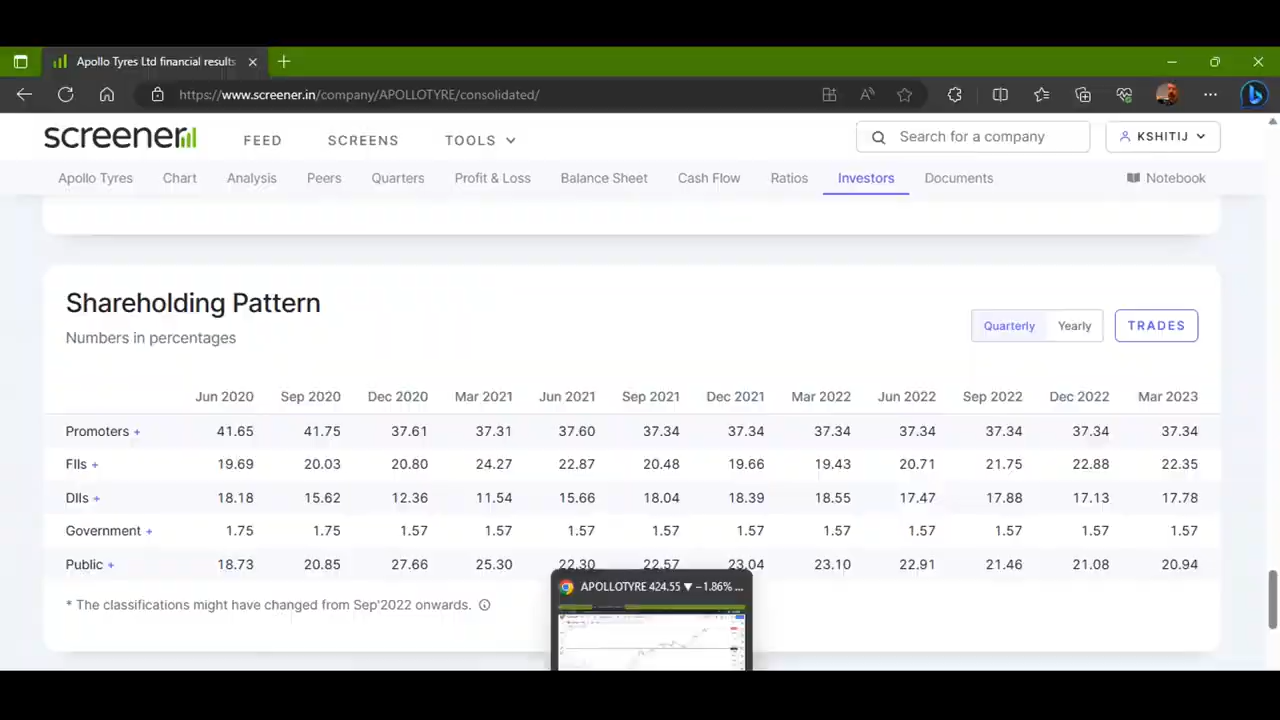 Apollo Tyres Ltd financial results
https://www.screener.in/company/APOLLOTYRE/consolidated/
screener FEED SCREENS TOOLS Search for a company KSHITIJ
Apollo Tyres Chart Analysis Peers Quarters Profit & Loss Balance Sheet Cash Flow Ratios Investors Documents Notebook
Shareholding Pattern
Numbers in percentages
Quarterly Yearly TRADES
Jun 2020 Sep 2020 Dec 2020 Mar 2021 Jun 2021 Sep 2021 Dec 2021 Mar 2022 Jun 2022 Sep 2022 Dec 2022 Mar 2023
Promoters + 41.65 41.75 37.61 37.31 37.60 37.34 37.34 37.34 37.34 37.34 37.34 37.34
FIIs + 19.69 20.03 20.80 24.27 22.87 20.48 19.66 19.43 20.71 21.75 22.88 22.35
DIIs + 18.18 15.62 12.36 11.54 15.66 18.04 18.39 18.55 17.47 17.88 17.13 17.78
Government + 1.75 1.75 1.57 1.57 1.57 1.57 1.57 1.57 1.57 1.57 1.57 1.57
Public + 18.73 20.85 27.66 25.30 22.30 22.57 23.04 23.10 22.91 21.46 21.08 20.94
APOLLOTYRE 424.55 ▼ −1.86% ...
* The classifications might have changed from Sep'2022 onwards.